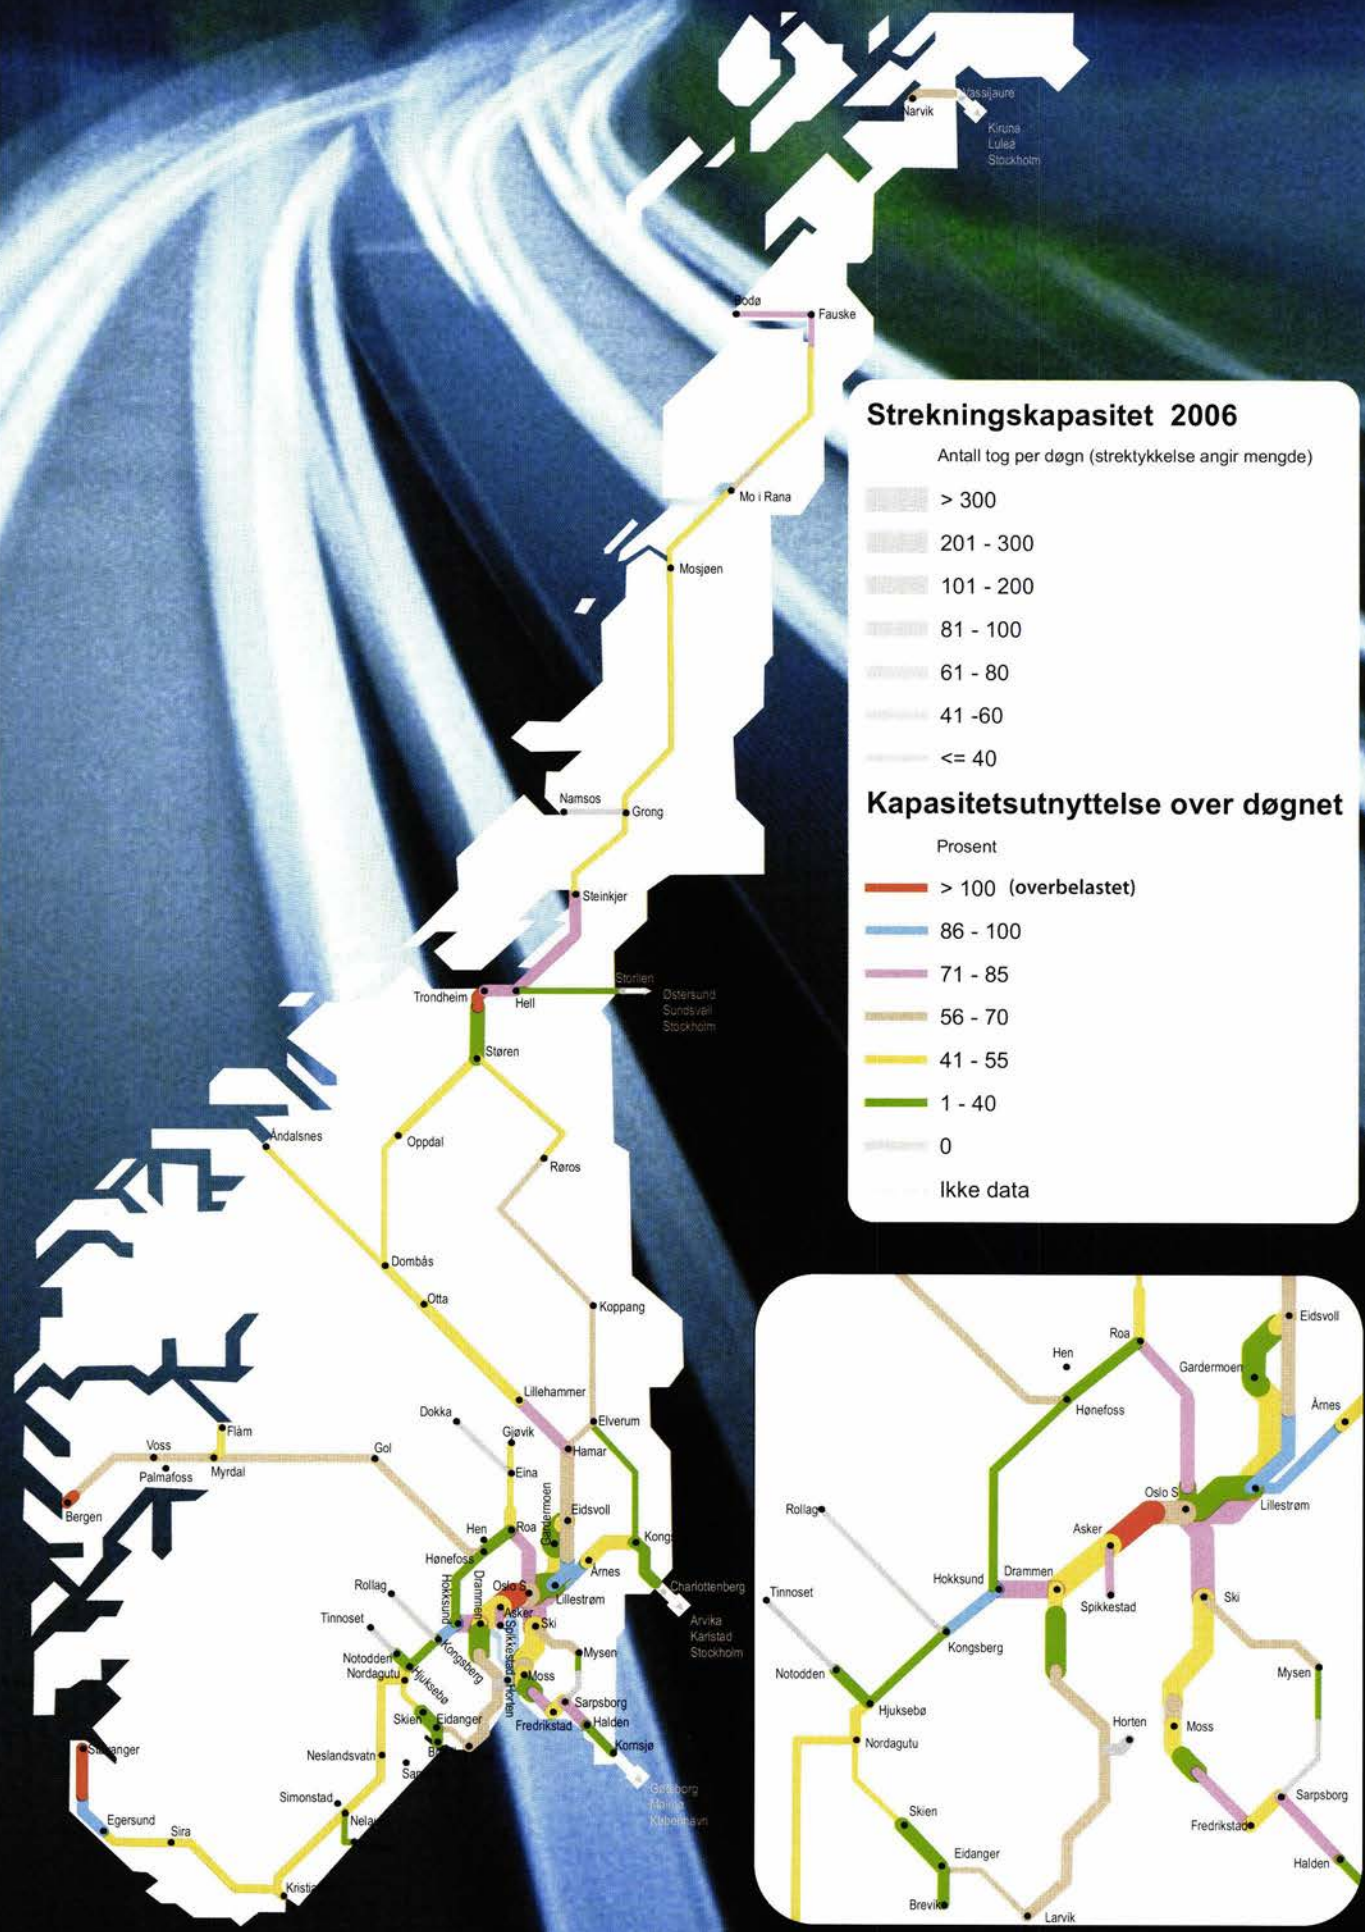 Vassijaure
Narvik
Kiruna
Luleå
Stockholm
Bodø
Fauske
Strekningskapasitet 2006
Antall tog per døgn (strektykkelse angir mengde)
> 300
201 - 300
101 - 200
81 - 100
61 - 80
41 -60
<= 40
Kapasitetsutnyttelse over døgnet
Prosent
> 100 (overbelastet)
86 - 100
71 - 85
56 - 70
41 - 55
1 - 40
0
Ikke data
Mo i Rana
Mosjøen
Namsos
Grong
Steinkjer
Storlien
Trondheim
Hell
Østersund
Sundsvall
Stockholm
Støren
Åndalsnes
Oppdal
Røros
Dombås
Otta
Koppang
Lillehammer
Dokka
Elverum
Flåm
Gjøvik
Voss
Gol
Hamar
Palmafoss
Myrdal
Eina
Gardermoen
Bergen
Eidsvoll
Hen
Roa
Kongs
Hønefoss
Årnes
Rollag
Hokksund
Drammen
Oslo S
Lillestrøm
Charlottenberg
Asker
Tinnoset
Spikkestad
Ski
Arvika
Karlstad
Stockholm
Kongsberg
Notodden
Mysen
Nordagutu
Hjuksebø
Moss
Horten
Sarpsborg
Skien
Eidanger
Fredrikstad
Halden
B
Kornsjø
Stavanger
Neslandsvatn
San
Gøteborg
Malmø
København
Simonstad
Nelau
Egersund
Sira
Kristia
Eidsvoll
Roa
Hen
Gardermoen
Hønefoss
Årnes
Oslo S
Lillestrøm
Rollag
Asker
Drammen
Hokksund
Tinnoset
Spikkestad
Ski
Kongsberg
Notodden
Mysen
Hjuksebø
Horten
Moss
Nordagutu
Sarpsborg
Skien
Fredrikstad
Eidanger
Halden
Brevik
Larvik